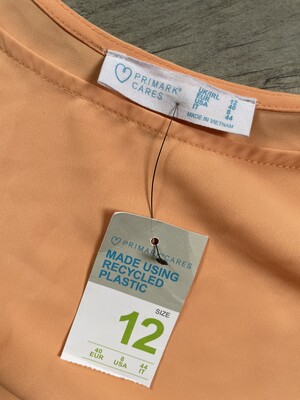 PRIMARK®
CARES
UK/IRL 12
EUR 40
USA 8
IT 44
MADE IN VIETNAM
PRIMARK CARES
MADE USING
RECYCLED
PLASTIC
SIZE
12
40 8 44
EUR USA IT